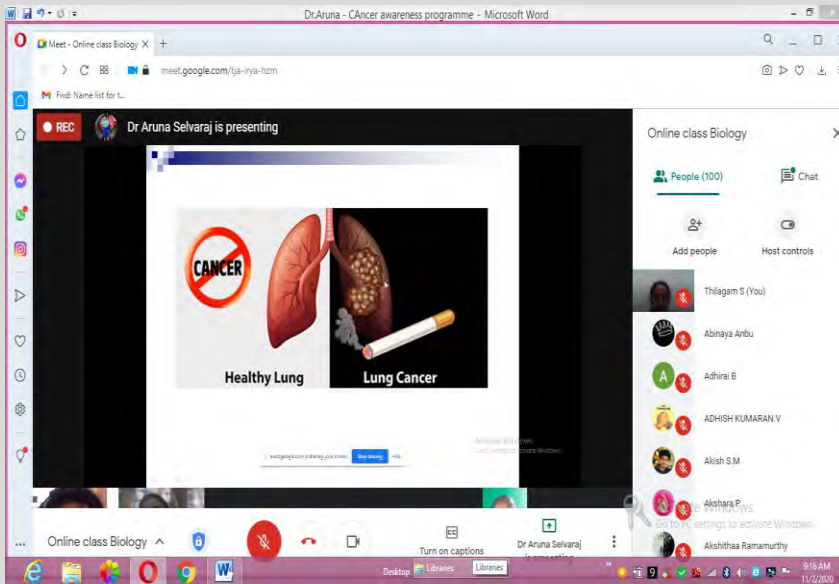 Dr.Aruna - CAncer awareness programme - Microsoft Word
Meet - Online class Biology
meet.google.com/tja-irya-hzm
Fwd: Name list for t...
REC
Dr Aruna Selvaraj is presenting
Online class Biology
People (100)
Chat
Add people
Host controls
CANCER
Healthy Lung
Lung Cancer
Stop sharing
Thilagam S (You)
Abinaya Anbu
A
Adhirai B
ADHISH KUMARAN.V
Akish S.M
Akshara P
Akshithaa Ramamurthy
Activate Windows
Go to PC settings to activate Windows.
Online class Biology
Turn on captions
Dr Aruna Selvaraj
is presenting
Desktop
Libraries
Libraries
9:16 AM
11/2/2020